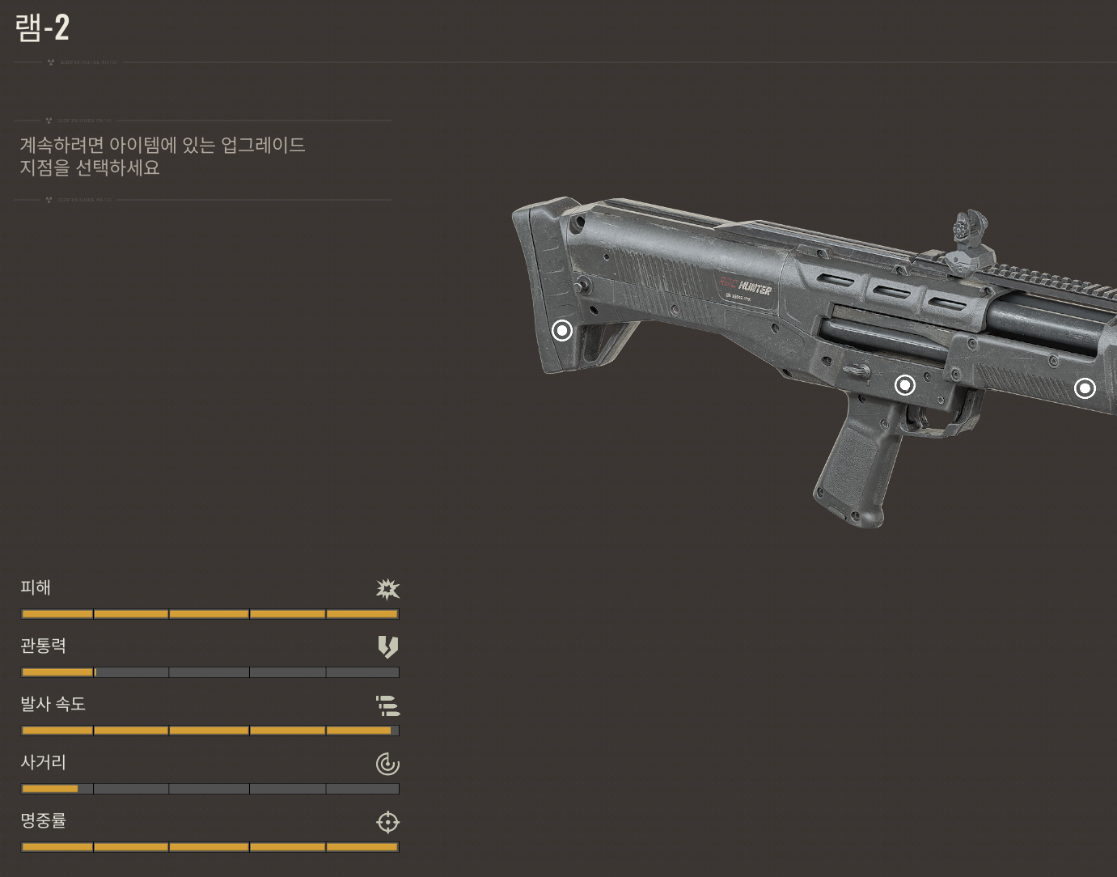 램-2
계속하려면 아이템에 있는 업그레이드
지점을 선택하세요
HUNTER
피해
관통력
발사 속도
사거리
명중률